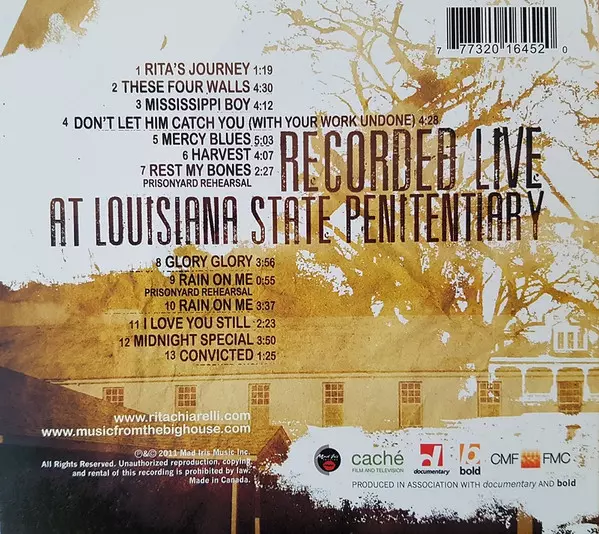 7 77320 16452 0
1 RITA'S JOURNEY 1:19
2 THESE FOUR WALLS 4:30
3 MISSISSIPPI BOY 4:12
4 DON'T LET HIM CATCH YOU (WITH YOUR WORK UNDONE) 4:28
5 MERCY BLUES 5:03
6 HARVEST 4:07
7 REST MY BONES 2:27
PRISONYARD REHEARSAL
RECORDED LIVE
AT LOUISIANA STATE PENITENTIARY
8 GLORY GLORY 3:56
9 RAIN ON ME 0:55
PRISONYARD REHEARSAL
10 RAIN ON ME 3:37
11 I LOVE YOU STILL 2:23
12 MIDNIGHT SPECIAL 3:50
13 CONVICTED 1:25
www.ritachiarelli.com
www.musicfromthebighouse.com
℗&© 2011 Mad Iris Music Inc.
All Rights Reserved. Unauthorized reproduction, copying
and rental of this recording is prohibited by law.
Made in Canada.
caché
FILM AND TELEVISION
documentary
bold
CMF FMC
PRODUCED IN ASSOCIATION WITH documentary AND bold